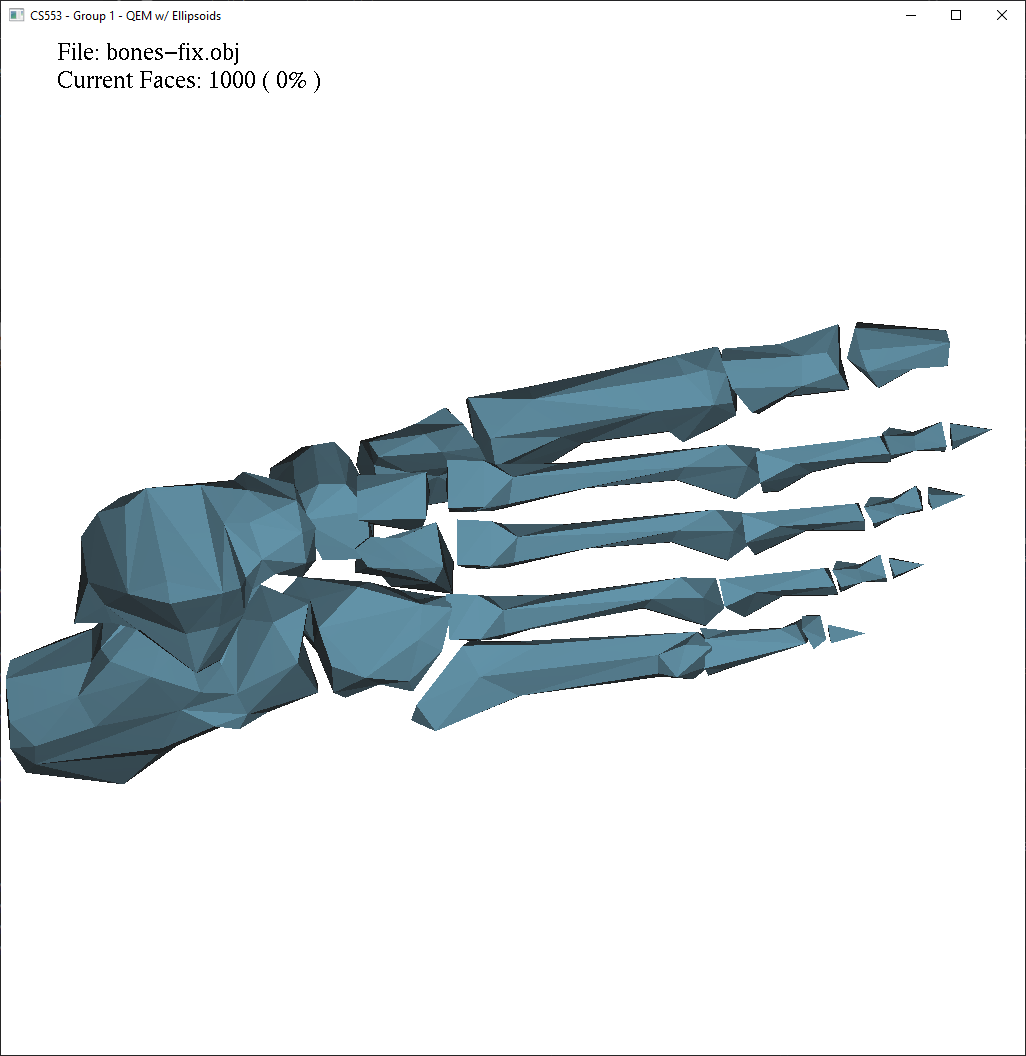 CS553 - Group 1 - QEM w/ Ellipsoids
File: bones-fix.obj
Current Faces: 1000 ( 0% )